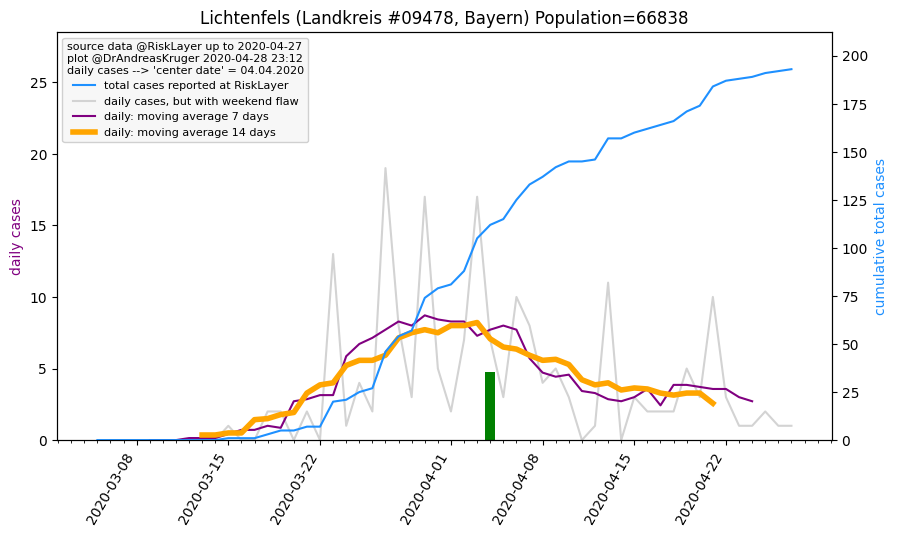 Lichtenfels (Landkreis #09478, Bayern) Population=66838
source data @RiskLayer up to 2020-04-27
plot @DrAndreasKruger 2020-04-28 23:12
daily cases --> 'center date' = 04.04.2020
total cases reported at RiskLayer
daily cases, but with weekend flaw
daily: moving average 7 days
daily: moving average 14 days
daily cases
25
20
15
10
5
0
cumulative total cases
200
175
150
125
100
75
50
25
0
2020-03-08
2020-03-15
2020-03-22
2020-04-01
2020-04-08
2020-04-15
2020-04-22